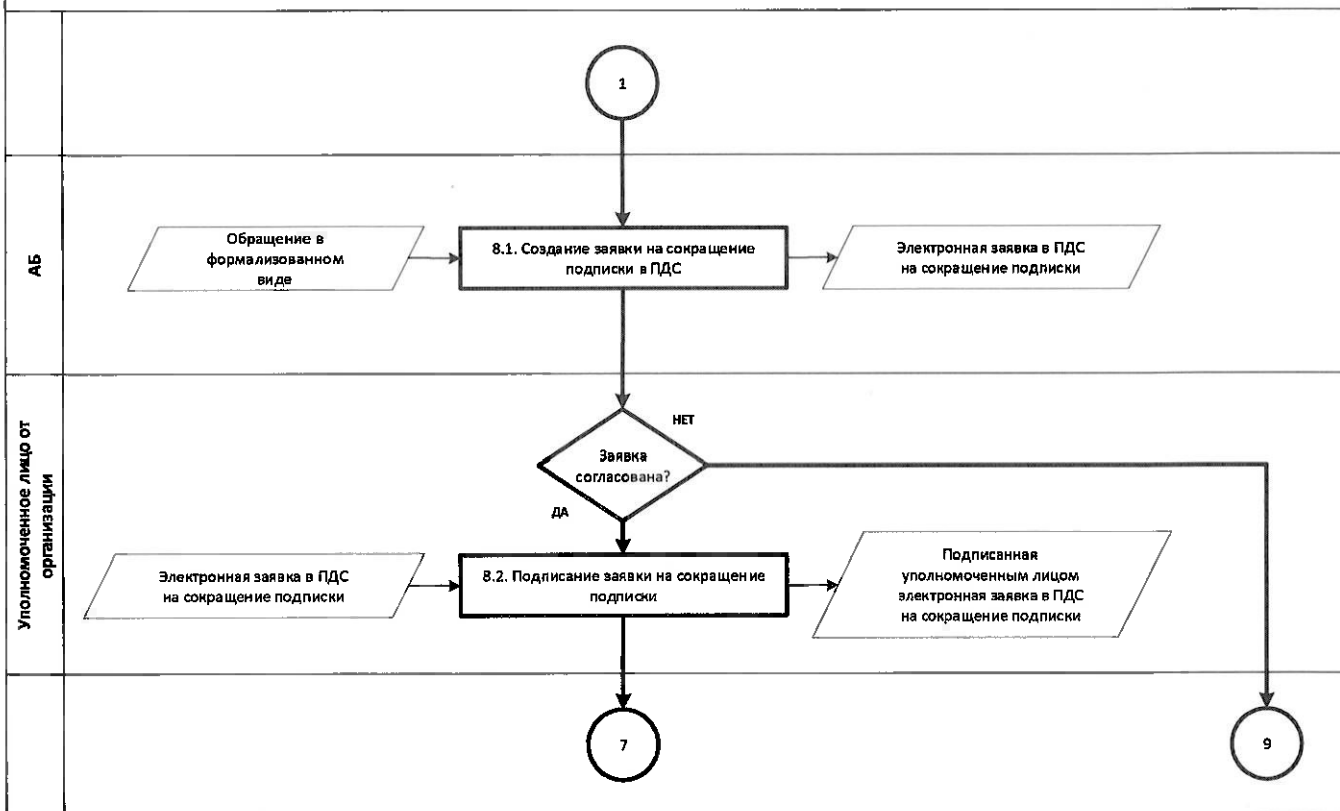 1
АБ
Обращение в
формализованном
виде
8.1. Создание заявки на сокращение
подписки в ПДС
Электронная заявка в ПДС
на сокращение подписки
Уполномоченное лицо от
организации
НЕТ
Заявка
согласована?
ДА
Электронная заявка в ПДС
на сокращение подписки
8.2. Подписание заявки на сокращение
подписки
Подписанная
уполномоченным лицом
электронная заявка в ПДС
на сокращение подписки
7
9